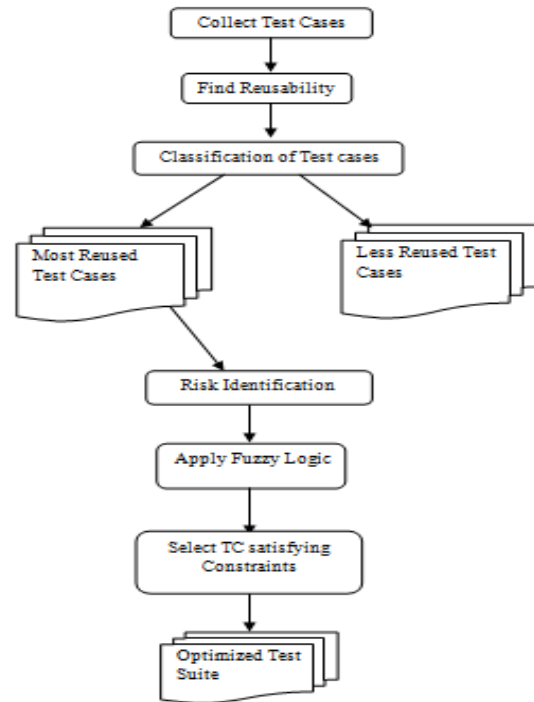 Collect Test Cases
Find Reusability
Classification of Test cases
Most Reused
Test Cases
Less Reused Test
Cases
Risk Identification
Apply Fuzzy Logic
Select TC satisfying
Constraints
Optimized Test
Suite